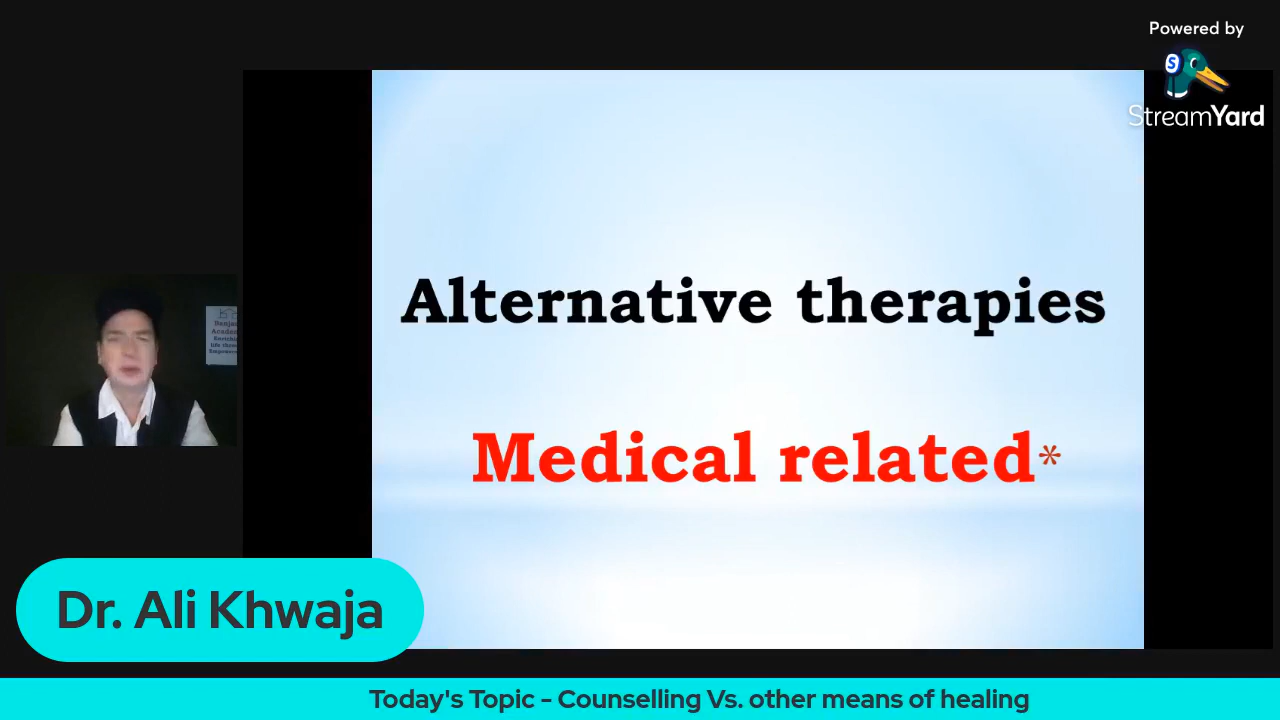 Powered by
StreamYard
Alternative therapies
Medical related*
Dr. Ali Khwaja
Today's Topic - Counselling Vs. other means of healing